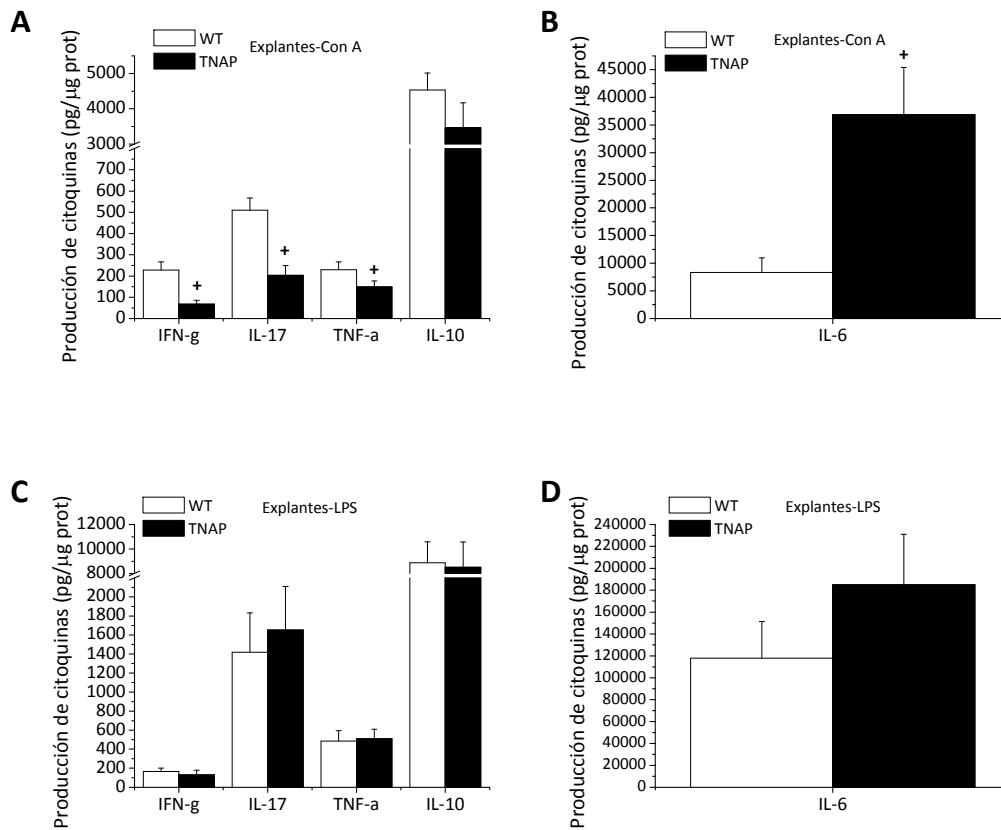 A
WT
TNAP
Explantes-Con A
Producción de citoquinas (pg/µg prot)
5000
4000
3000
700
600
500
400
300
200
100
0
+
+
+
IFN-g
IL-17
TNF-a
IL-10
B
WT
TNAP
Explantes-Con A
Producción de citoquinas (pg/µg prot)
45000
40000
35000
30000
25000
20000
15000
10000
5000
0
+
IL-6
C
WT
TNAP
Explantes-LPS
Producción de citoquinas (pg/µg prot)
12000
10000
8000
1600
1400
1200
1000
800
600
400
200
0
IFN-g
IL-17
TNF-a
IL-10
D
WT
TNAP
Explantes-LPS
Producción de citoquinas (pg/µg prot)
240000
220000
200000
180000
160000
140000
120000
100000
80000
60000
40000
20000
0
IL-6